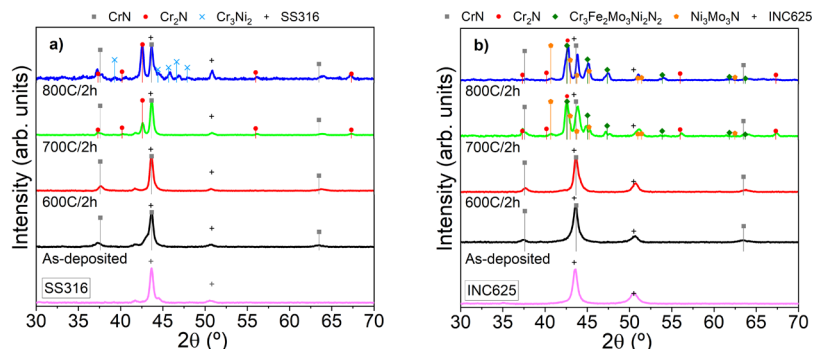 CrN Cr2N Cr3Ni2 SS316
a)
800C/2h
700C/2h
600C/2h
As-deposited
SS316
Intensity (arb. units)
30 35 40 45 50 55 60 65 70
2θ (º)
CrN Cr2N Cr3Fe2Mo3Ni2N2 Ni3Mo3N INC625
b)
800C/2h
700C/2h
600C/2h
As-deposited
INC625
Intensity (arb. units)
30 35 40 45 50 55 60 65 70
2θ (º)